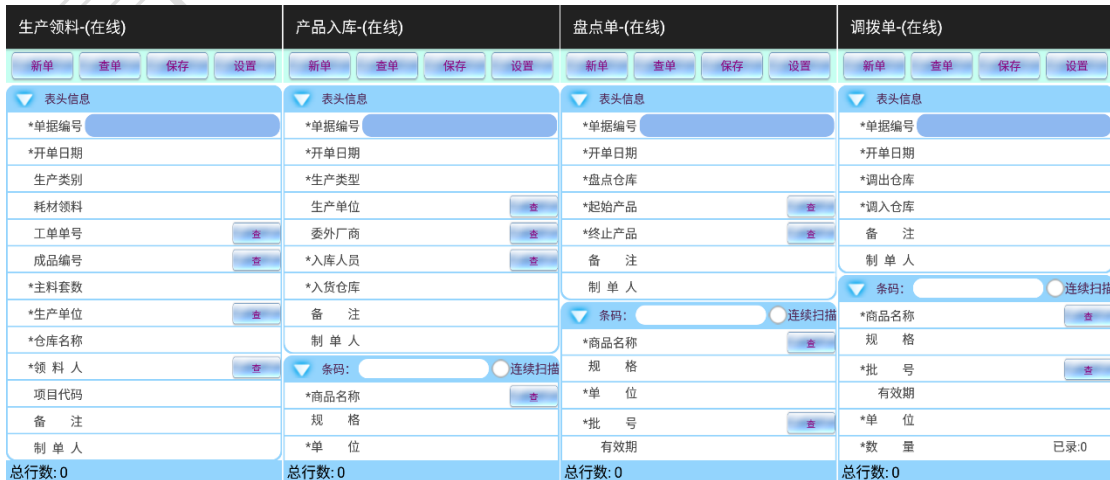 生产领料-(在线)
新单 查单 保存 设置
表头信息
*单据编号
*开单日期
生产类别
耗材领料
工单单号 查
成品编号 查
*主料套数
*生产单位 查
*仓库名称
*领 料 人 查
项目代码
备 注
制 单 人
总行数: 0
产品入库-(在线)
新单 查单 保存 设置
表头信息
*单据编号
*开单日期
*生产类型
生产单位 查
委外厂商 查
*入库人员 查
*入货仓库
备 注
制 单 人
条码: 连续扫描
*商品名称 查
规 格
*单 位
总行数: 0
盘点单-(在线)
新单 查单 保存 设置
表头信息
*单据编号
*开单日期
*盘点仓库
*起始产品 查
*终止产品 查
备 注
制 单 人
条码: 连续扫描
*商品名称 查
规 格
*单 位
*批 号 查
有效期
总行数: 0
调拨单-(在线)
新单 查单 保存 设置
表头信息
*单据编号
*开单日期
*调出仓库
*调入仓库
备 注
制 单 人
条码: 连续扫描
*商品名称 查
规 格
*批 号 查
有效期
*单 位
*数 量 已录:0
总行数: 0